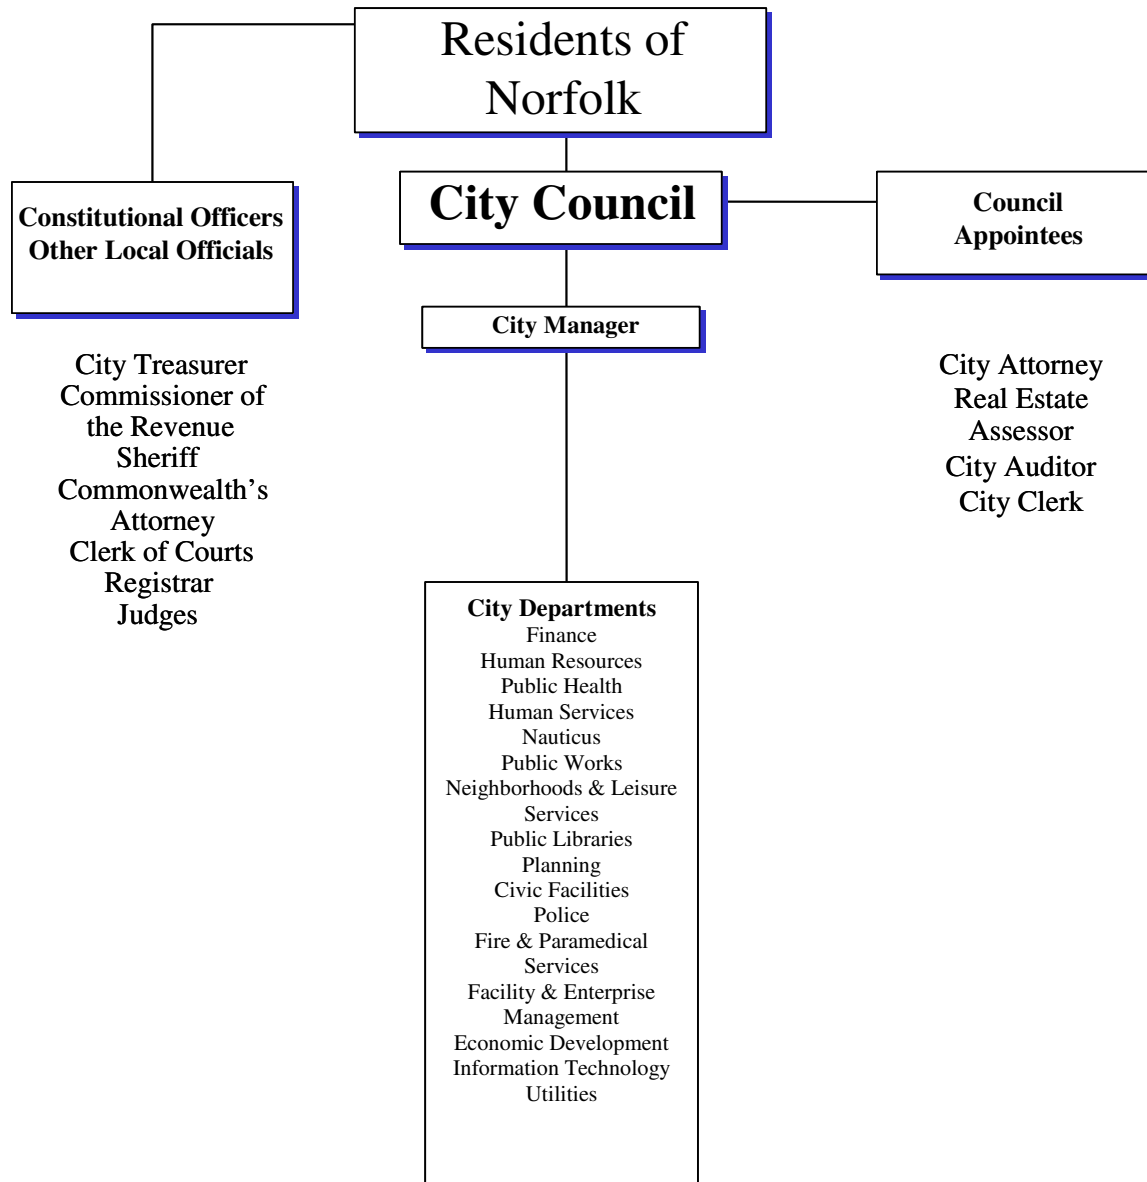 Residents of
Norfolk
Constitutional Officers
Other Local Officials
City Council
Council
Appointees
City Manager
City Treasurer
Commissioner of
the Revenue
Sheriff
Commonwealth’s
Attorney
Clerk of Courts
Registrar
Judges
City Attorney
Real Estate
Assessor
City Auditor
City Clerk
City Departments
Finance
Human Resources
Public Health
Human Services
Nauticus
Public Works
Neighborhoods & Leisure
Services
Public Libraries
Planning
Civic Facilities
Police
Fire & Paramedical
Services
Facility & Enterprise
Management
Economic Development
Information Technology
Utilities